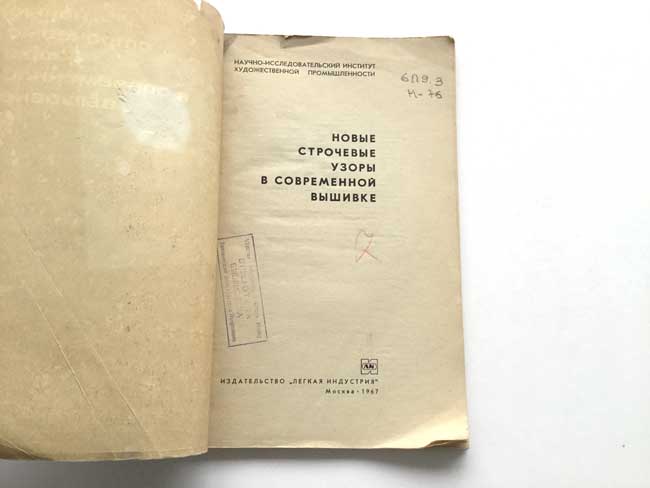 НАУЧНО-ИССЛЕДОВАТЕЛЬСКИЙ ИНСТИТУТ
ХУДОЖЕСТВЕННОЙ ПРОМЫШЛЕННОСТИ
6П9.3
Н-76
НОВЫЕ
СТРОЧЕВЫЕ
УЗОРЫ
В СОВРЕМЕННОЙ
ВЫШИВКЕ
ИЗДАТЕЛЬСТВО „ЛЕГКАЯ ИНДУСТРИЯ"
Москва · 1967